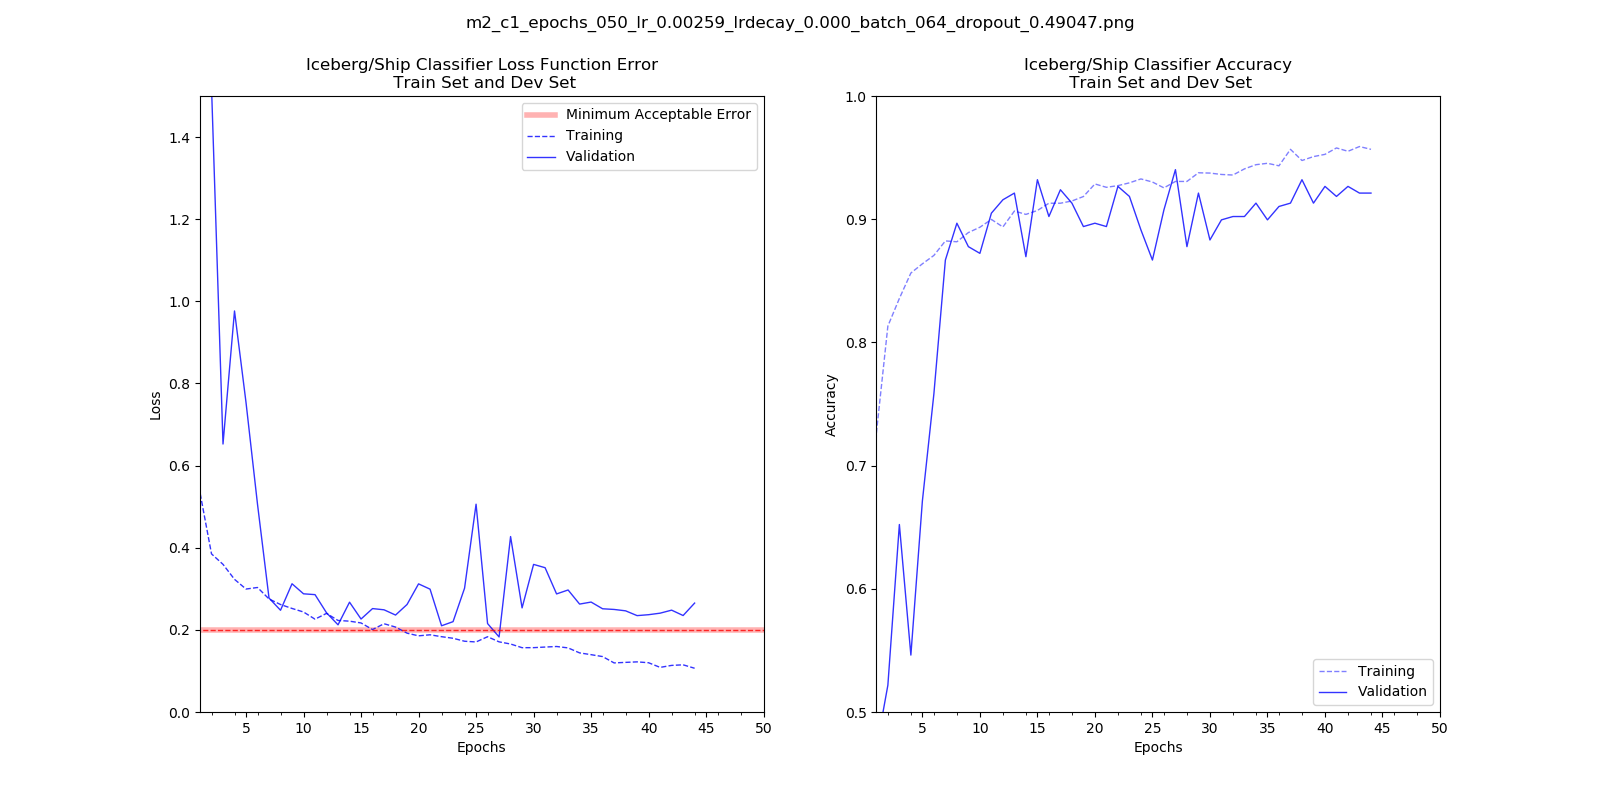 m2_c1_epochs_050_lr_0.00259_lrdecay_0.000_batch_064_dropout_0.49047.png
Iceberg/Ship Classifier Loss Function Error
Train Set and Dev Set
Minimum Acceptable Error
Training
Validation
1.4
1.2
1.0
0.8
0.6
0.4
0.2
0.0
Loss
5 10 15 20 25 30 35 40 45 50
Epochs
Iceberg/Ship Classifier Accuracy
Train Set and Dev Set
1.0
0.9
0.8
0.7
0.6
0.5
Accuracy
Training
Validation
5 10 15 20 25 30 35 40 45 50
Epochs